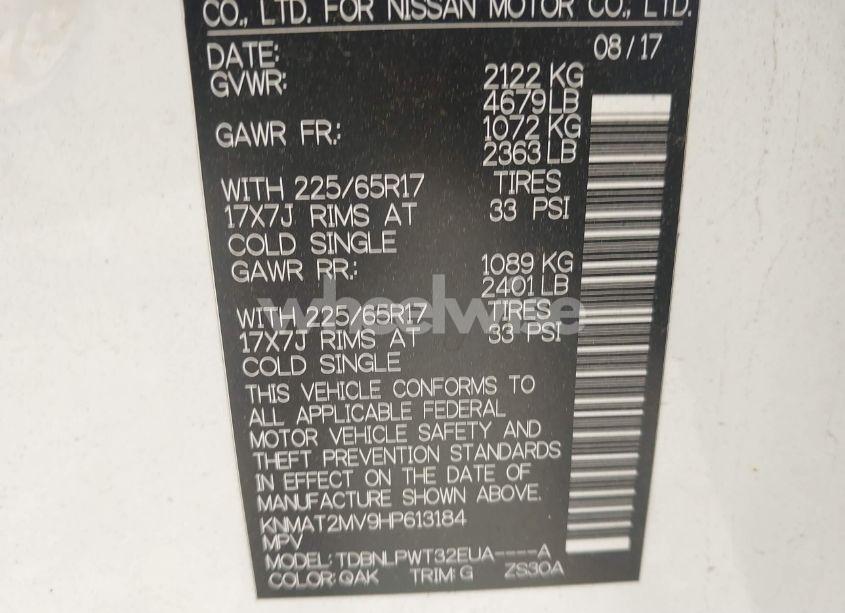 CO., LTD. FOR NISSAN MOTOR CO., LTD.
DATE: 08/17
GVWR: 2122 KG
4679LB
GAWR FR.: 1072 KG
2363 LB
WITH 225/65R17 TIRES
17X7J RIMS AT 33 PSI
COLD SINGLE
GAWR RR.: 1089 KG
2401 LB
WITH 225/65R17 TIRES
17X7J RIMS AT 33 PSI
COLD SINGLE
wheelwise
THIS VEHICLE CONFORMS TO
ALL APPLICABLE FEDERAL
MOTOR VEHICLE SAFETY AND
THEFT PREVENTION STANDARDS
IN EFFECT ON THE DATE OF
MANUFACTURE SHOWN ABOVE.
KNMAT2MV9HP613184
MPV
MODEL: TDBNLPWT32EUA----A
COLOR: QAK TRIM: G ZS30A